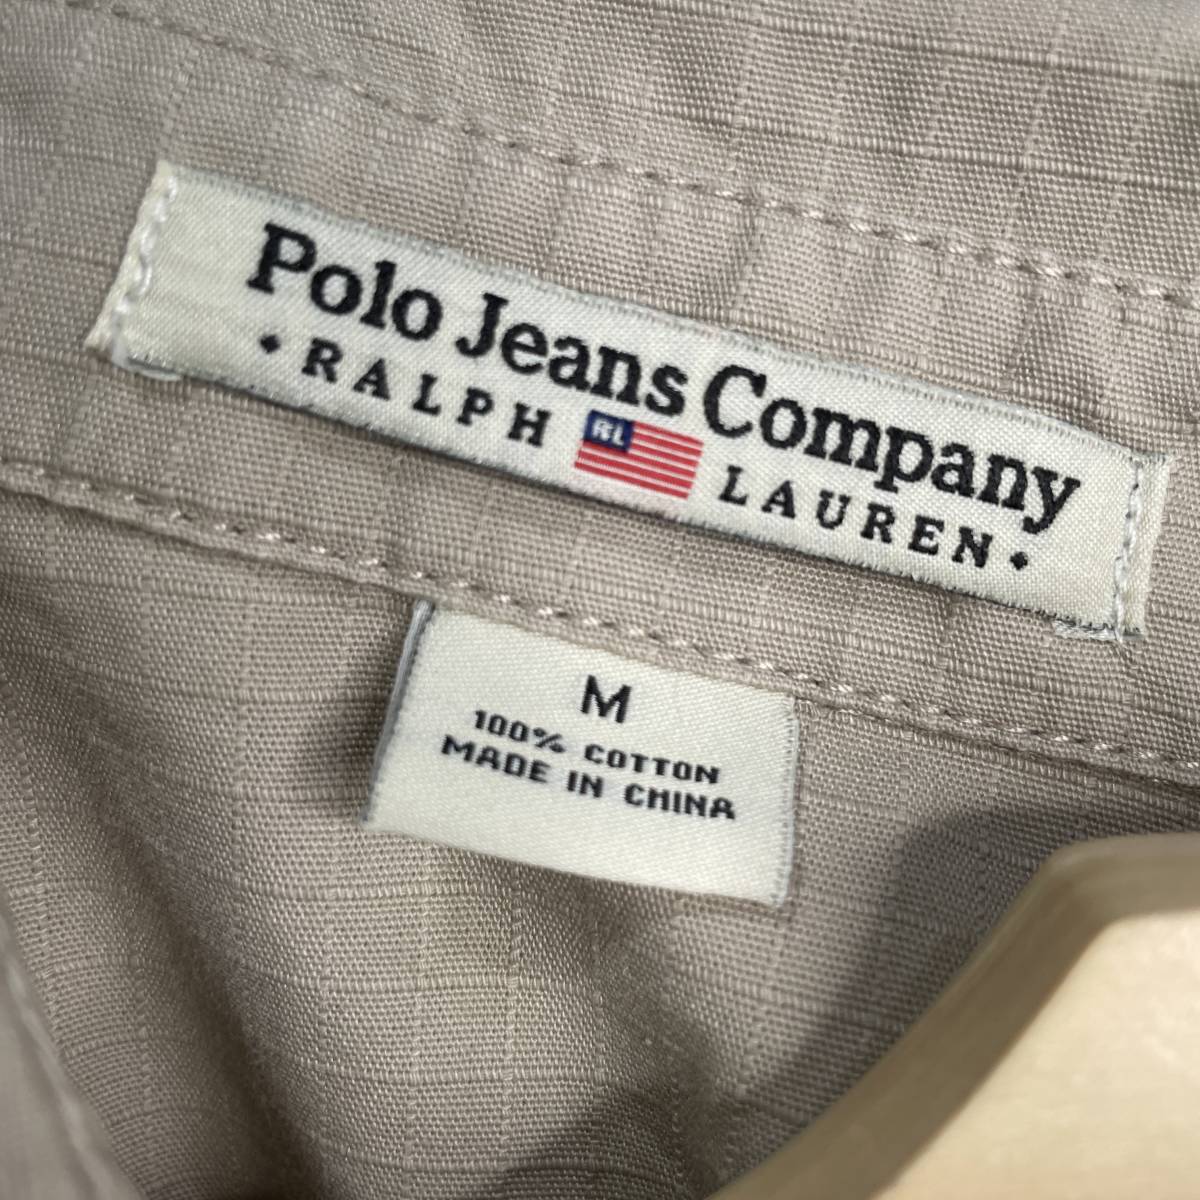 Polo Jeans Company
RALPH RL LAUREN
M
100% COTTON
MADE IN CHINA